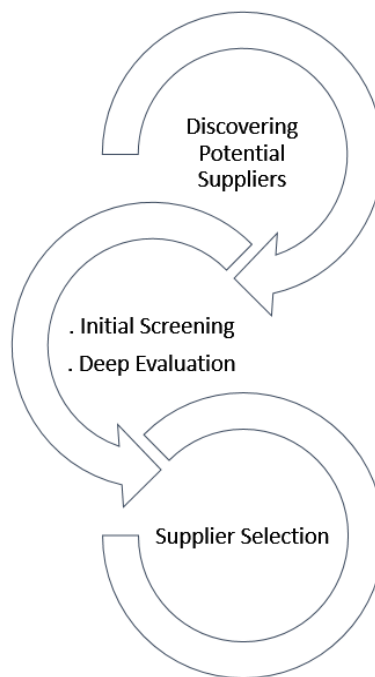 Discovering
Potential
Suppliers
. Initial Screening
. Deep Evaluation
Supplier Selection